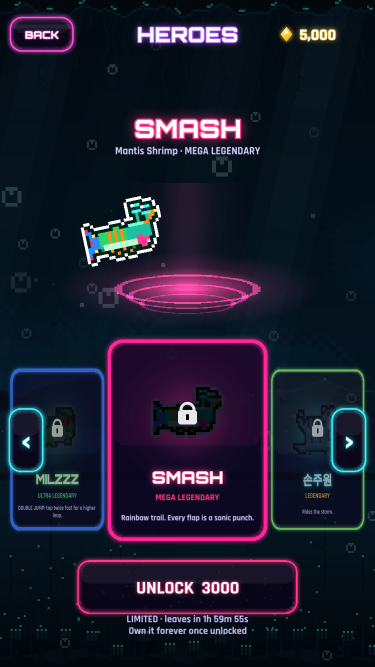 BACK
HEROES
5,000
SMASH
Mantis Shrimp · MEGA LEGENDARY
MILZZZ
ULTRA LEGENDARY
DOUBLE JUMP: tap twice fast for a higher
leap.
SMASH
MEGA LEGENDARY
Rainbow trail. Every flap is a sonic punch.
손주원
LEGENDARY
Rides the storm.
UNLOCK 3000
LIMITED · leaves in 1h 59m 55s
Own it forever once unlocked